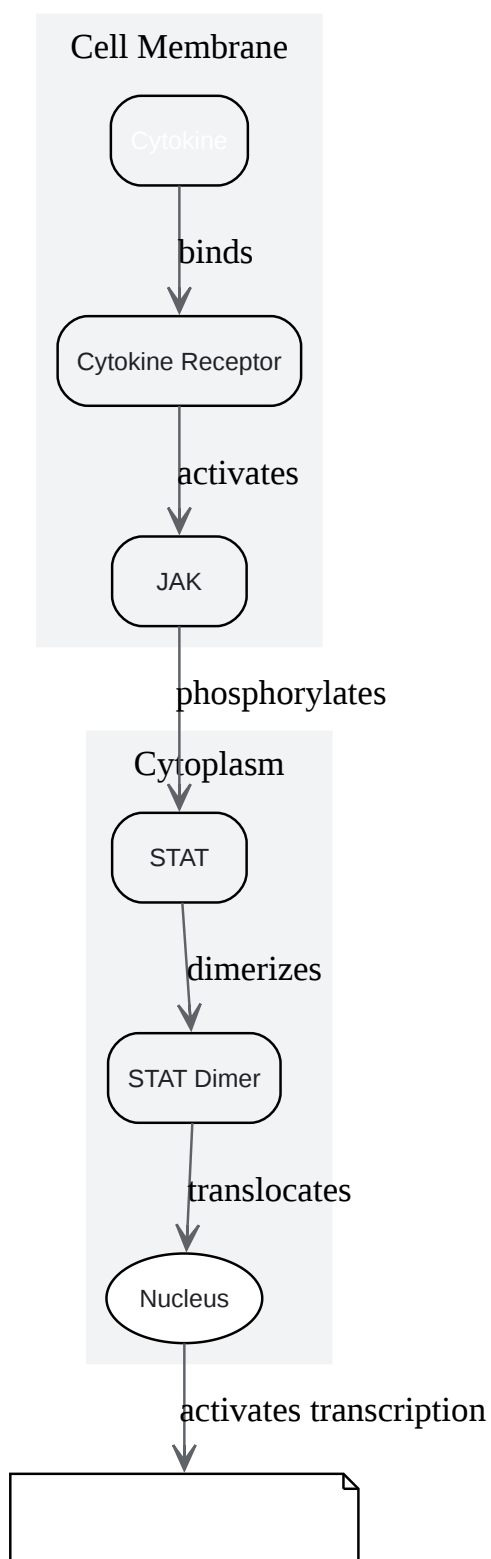 Cell Membrane
Cytokine
binds
Cytokine Receptor
activates
JAK
phosphorylates
Cytoplasm
STAT
dimerizes
STAT Dimer
translocates
Nucleus
activates transcription